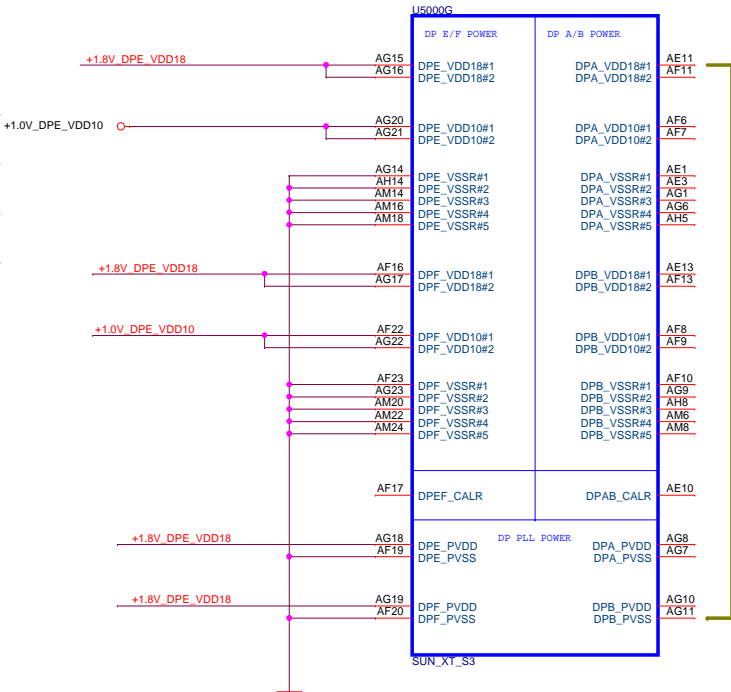 U5000G
DP E/F POWER DP A/B POWER
+1.8V_DPE_VDD18 AG15 DPE_VDD18#1 DPA_VDD18#1 AE11
AG16 DPE_VDD18#2 DPA_VDD18#2 AF11
+1.0V_DPE_VDD10 AG20 DPE_VDD10#1 DPA_VDD10#1 AF6
AG21 DPE_VDD10#2 DPA_VDD10#2 AF7
AG14 DPE_VSSR#1 DPA_VSSR#1 AE1
AH14 DPE_VSSR#2 DPA_VSSR#2 AE3
AM14 DPE_VSSR#3 DPA_VSSR#3 AG1
AM16 DPE_VSSR#4 DPA_VSSR#4 AG6
AM18 DPE_VSSR#5 DPA_VSSR#5 AH5
+1.8V_DPE_VDD18 AF16 DPF_VDD18#1 DPB_VDD18#1 AE13
AG17 DPF_VDD18#2 DPB_VDD18#2 AF13
+1.0V_DPE_VDD10 AF22 DPF_VDD10#1 DPB_VDD10#1 AF8
AG22 DPF_VDD10#2 DPB_VDD10#2 AF9
AF23 DPF_VSSR#1 DPB_VSSR#1 AF10
AG23 DPF_VSSR#2 DPB_VSSR#2 AG9
AM20 DPF_VSSR#3 DPB_VSSR#3 AH8
AM22 DPF_VSSR#4 DPB_VSSR#4 AM6
AM24 DPF_VSSR#5 DPB_VSSR#5 AM8
AF17 DPEF_CALR DPAB_CALR AE10
DP PLL POWER
+1.8V_DPE_VDD18 AG18 DPE_PVDD DPA_PVDD AG8
AF19 DPE_PVSS DPA_PVSS AG7
+1.8V_DPE_VDD18 AG19 DPF_PVDD DPB_PVDD AG10
AF20 DPF_PVSS DPB_PVSS AG11
SUN_XT_S3